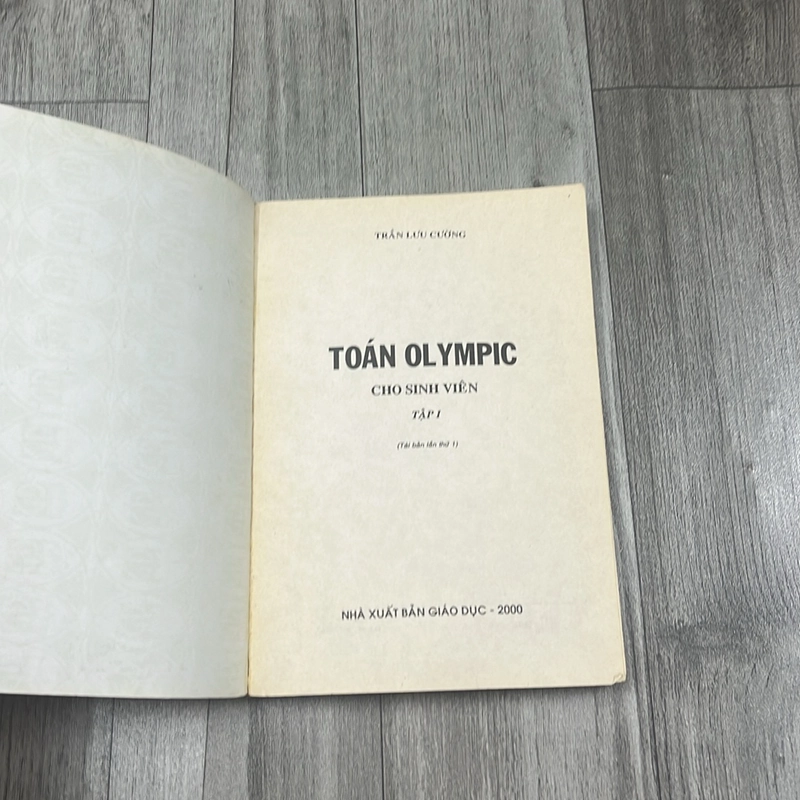 TRẦN LƯU CƯỜNG
TOÁN OLYMPIC
CHO SINH VIÊN
TẬP I
(Tái bản lần thứ 1)
NHÀ XUẤT BẢN GIÁO DỤC - 2000